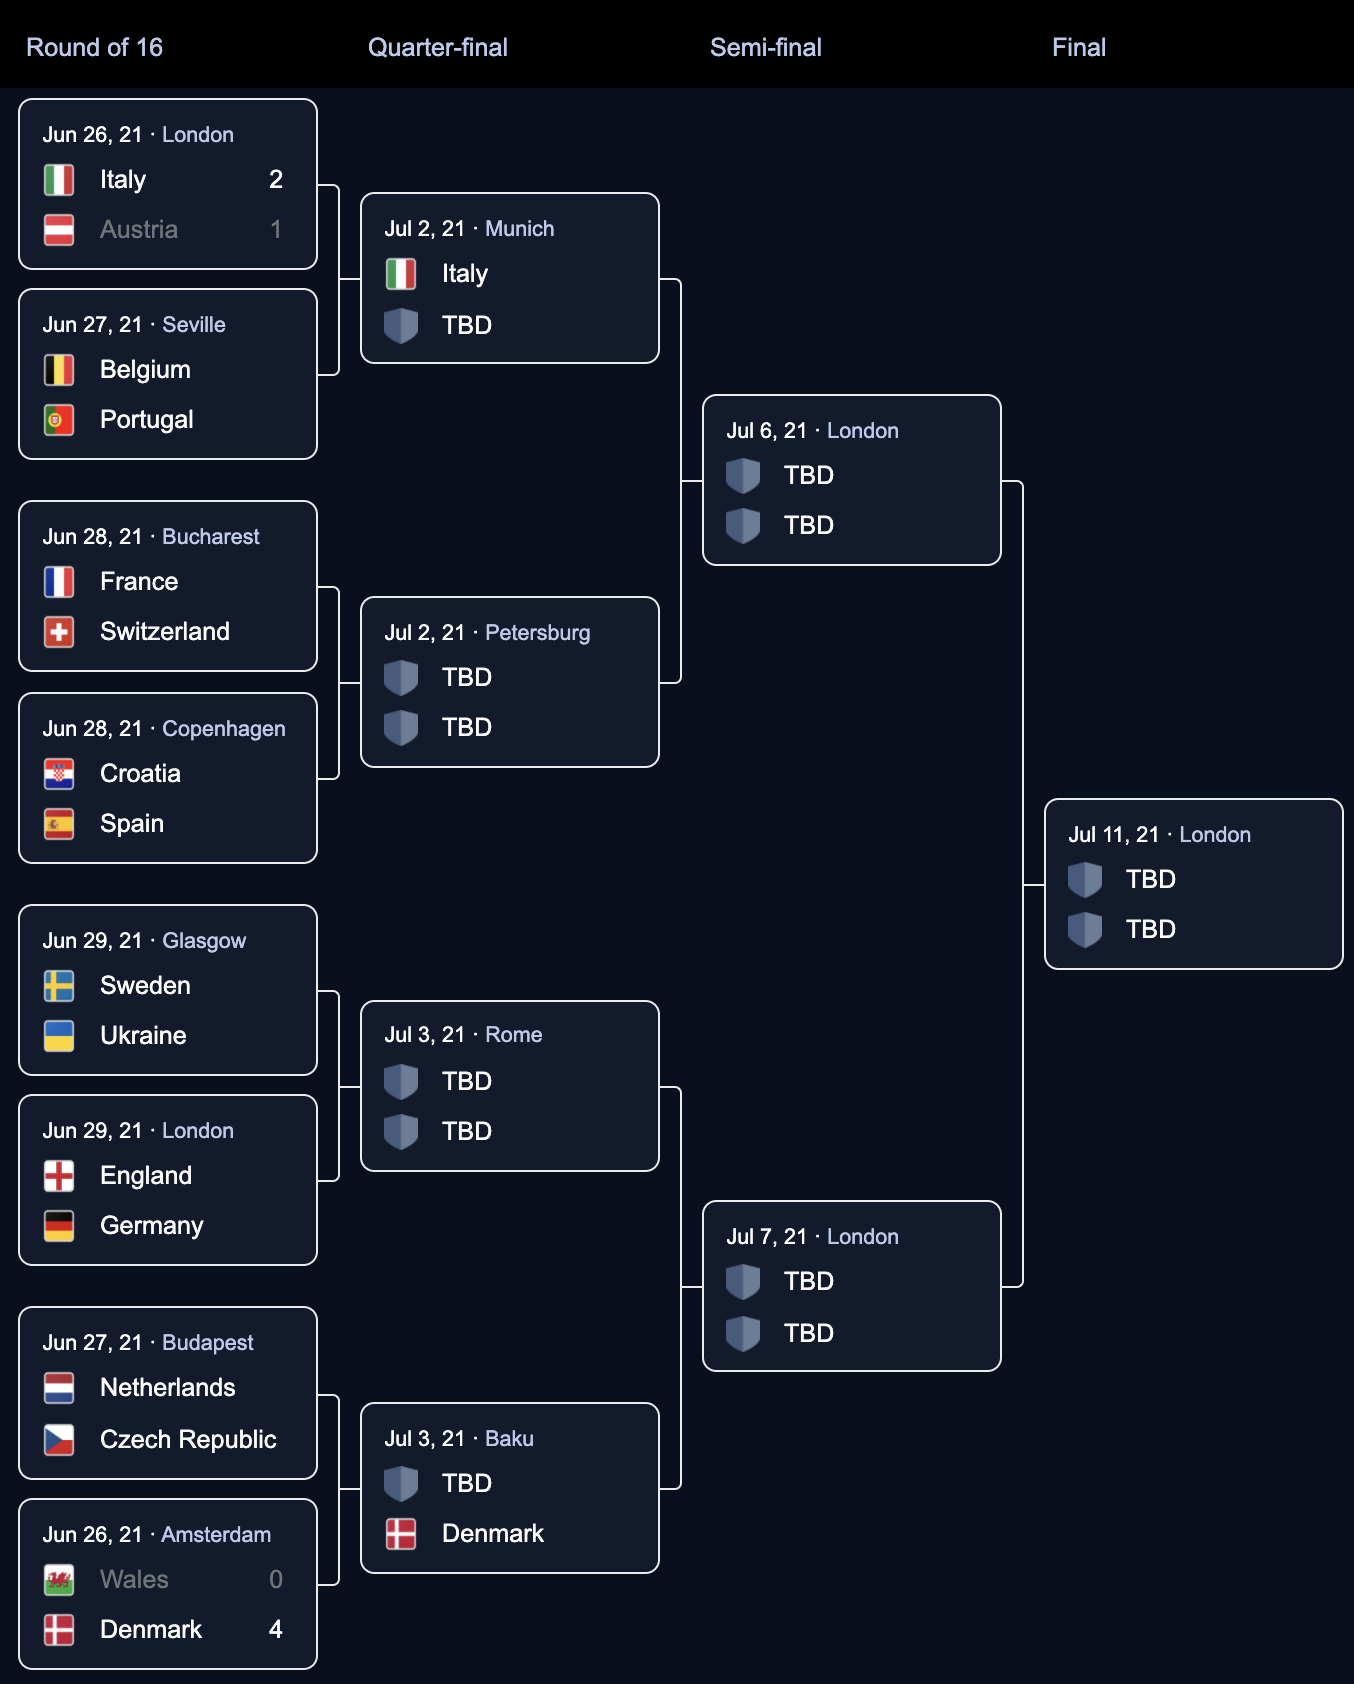 Round of 16
Quarter-final
Semi-final
Final
Jun 26, 21 · London
Italy 2
Austria 1
Jun 27, 21 · Seville
Belgium
Portugal
Jun 28, 21 · Bucharest
France
Switzerland
Jun 28, 21 · Copenhagen
Croatia
Spain
Jun 29, 21 · Glasgow
Sweden
Ukraine
Jun 29, 21 · London
England
Germany
Jun 27, 21 · Budapest
Netherlands
Czech Republic
Jun 26, 21 · Amsterdam
Wales 0
Denmark 4
Jul 2, 21 · Munich
Italy
TBD
Jul 2, 21 · Petersburg
TBD
TBD
Jul 3, 21 · Rome
TBD
TBD
Jul 3, 21 · Baku
TBD
Denmark
Jul 6, 21 · London
TBD
TBD
Jul 7, 21 · London
TBD
TBD
Jul 11, 21 · London
TBD
TBD